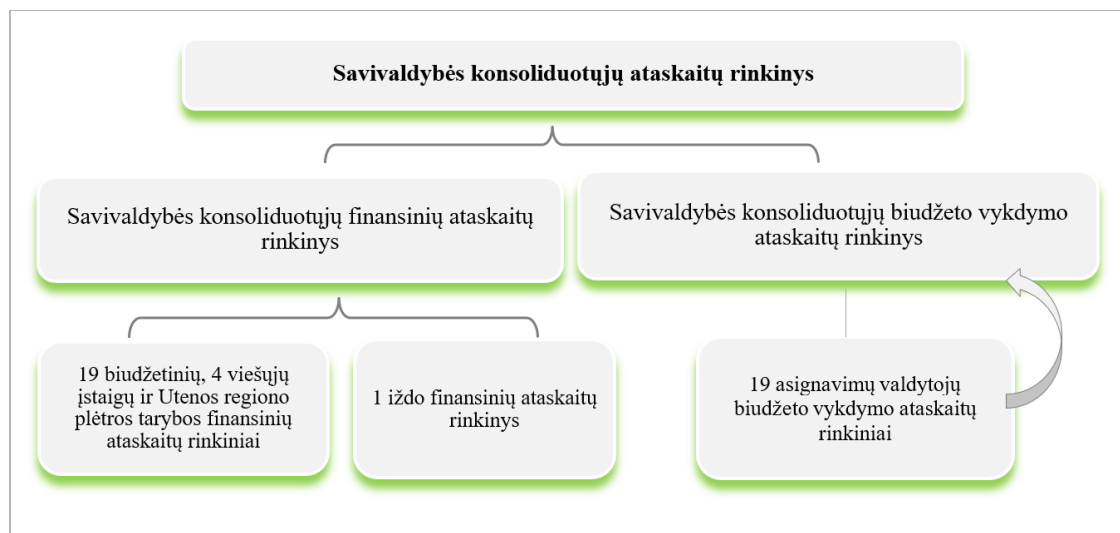 Savivaldybės konsoliduotųjų ataskaitų rinkinys
Savivaldybės konsoliduotųjų finansinių ataskaitų
rinkinys
Savivaldybės konsoliduotųjų biudžeto vykdymo
ataskaitų rinkinys
19 biudžetinių, 4 viešųjų
įstaigų ir Utenos regiono
plėtros tarybos finansinių
ataskaitų rinkiniai
1 iždo finansinių ataskaitų
rinkinys
19 asignavimų valdytojų
biudžeto vykdymo ataskaitų
rinkiniai